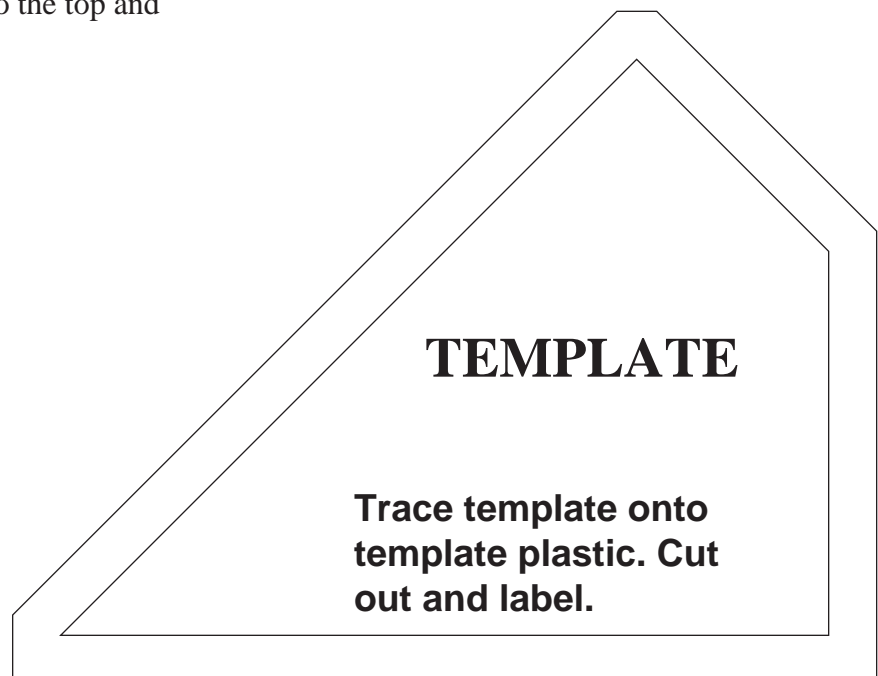 the top and
TEMPLATE
Trace template onto
template plastic. Cut
out and label.